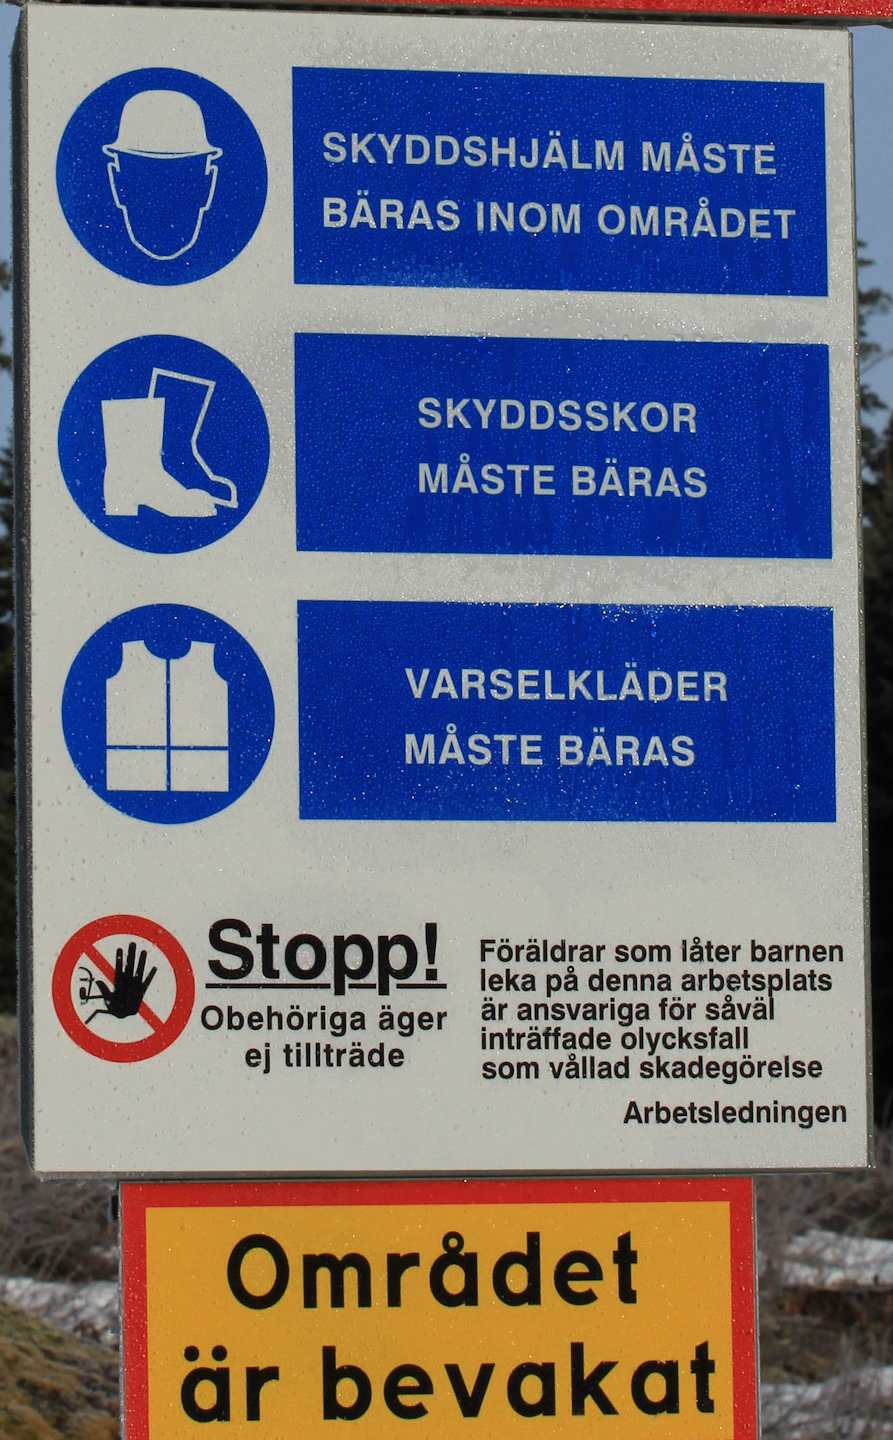 SKYDDSHJÄLM MÅSTE
BÄRAS INOM OMRÅDET
SKYDDSSKOR
MÅSTE BÄRAS
VARSELKLÄDER
MÅSTE BÄRAS
Stopp!
Obehöriga äger
ej tillträde
Föräldrar som låter barnen
leka på denna arbetsplats
är ansvariga för såväl
inträffade olycksfall
som vållad skadegörelse
Arbetsledningen
Området
är bevakat